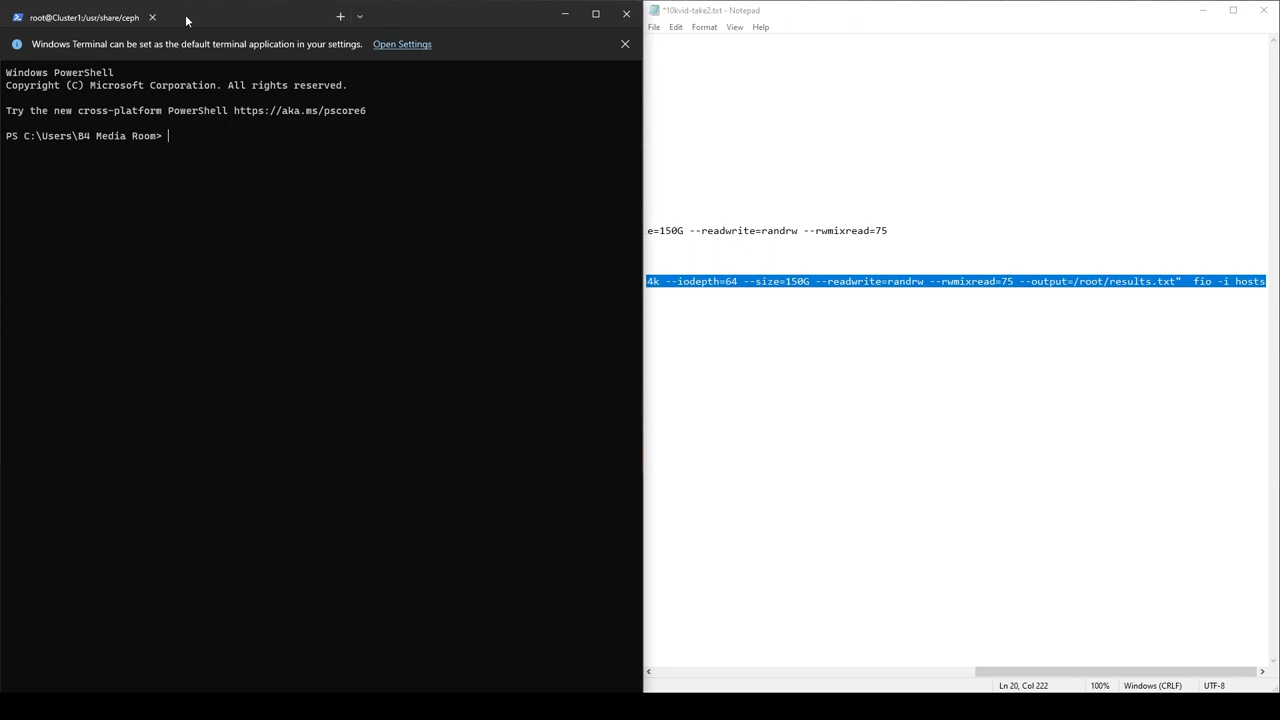 root@Cluster1:/usr/share/ceph
Windows Terminal can be set as the default terminal application in your settings. Open Settings
Windows PowerShell
Copyright (C) Microsoft Corporation. All rights reserved.
Try the new cross-platform PowerShell https://aka.ms/pscore6
PS C:\Users\B4 Media Room>
*10kvid-take2.txt - Notepad
File Edit Format View Help
e=150G --readwrite=randrw --rwmixread=75
4k --iodepth=64 --size=150G --readwrite=randrw --rwmixread=75 --output=/root/results.txt"  fio -i hosts
Ln 20, Col 222 100% Windows (CRLF) UTF-8